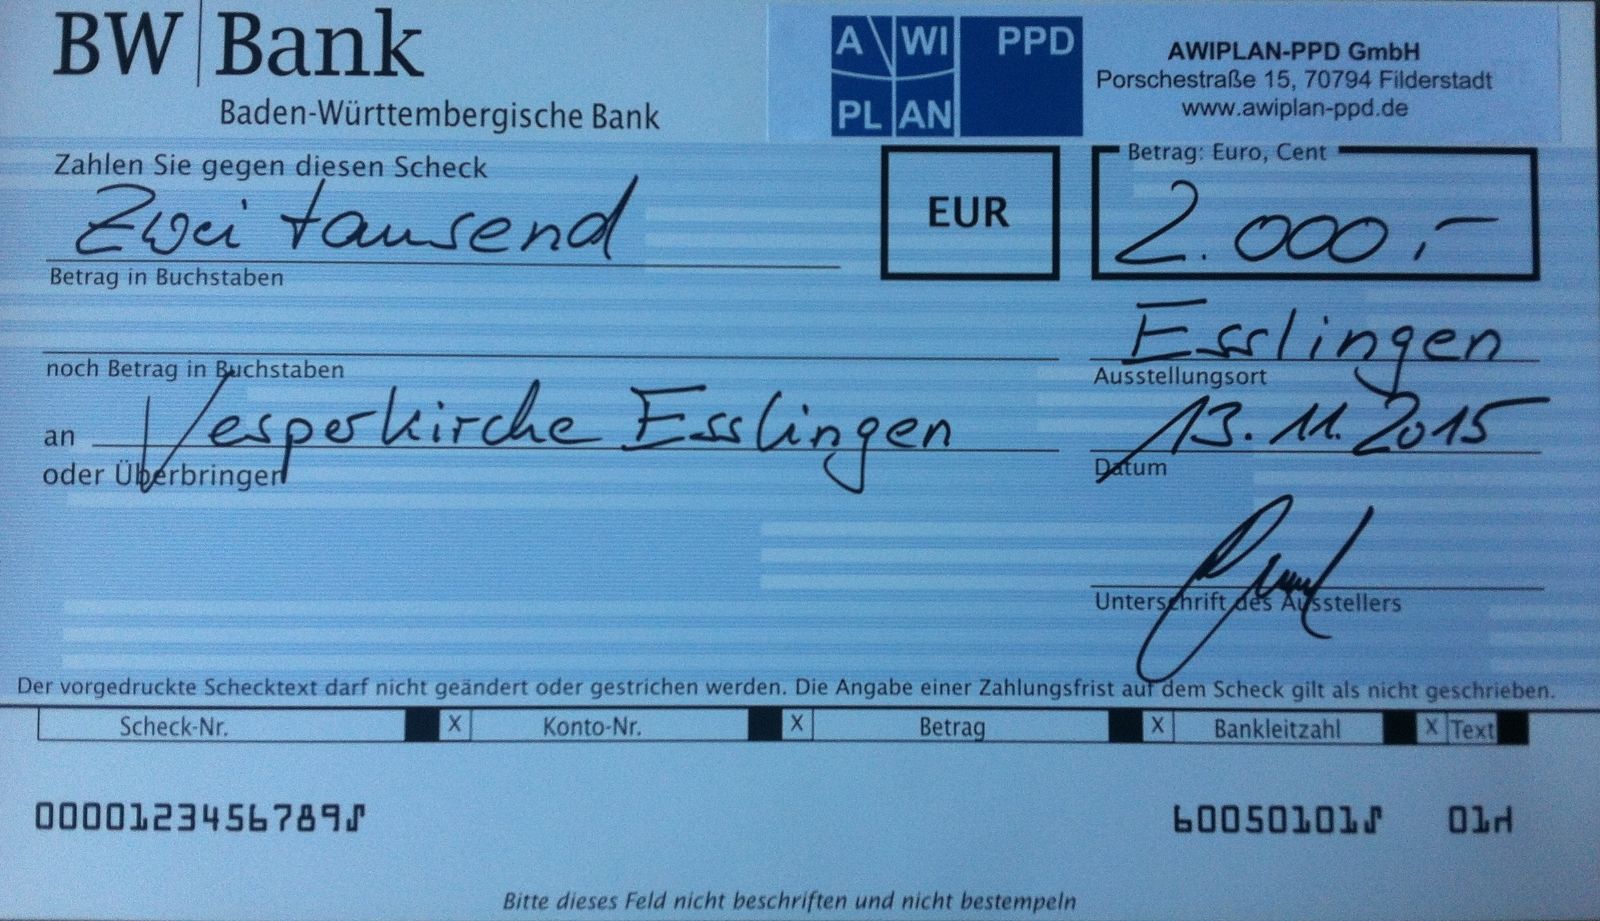 BW Bank
Baden-Württembergische Bank
A WI PPD
PL AN
AWIPLAN-PPD GmbH
Porschestraße 15, 70794 Filderstadt
www.awiplan-ppd.de
Zahlen Sie gegen diesen Scheck
Zwei tausend
Betrag in Buchstaben
EUR
Betrag: Euro, Cent
2.000,-
noch Betrag in Buchstaben
Esslingen
Ausstellungsort
an Vesperkirche Esslingen
oder Überbringer
13.11.2015
Datum
Unterschrift des Ausstellers
Der vorgedruckte Schecktext darf nicht geändert oder gestrichen werden. Die Angabe einer Zahlungsfrist auf dem Scheck gilt als nicht geschrieben.
Scheck-Nr. X Konto-Nr. X Betrag X Bankleitzahl X Text
0000123456789⑀ 60050101⑀ 01⑁
Bitte dieses Feld nicht beschriften und nicht bestempeln